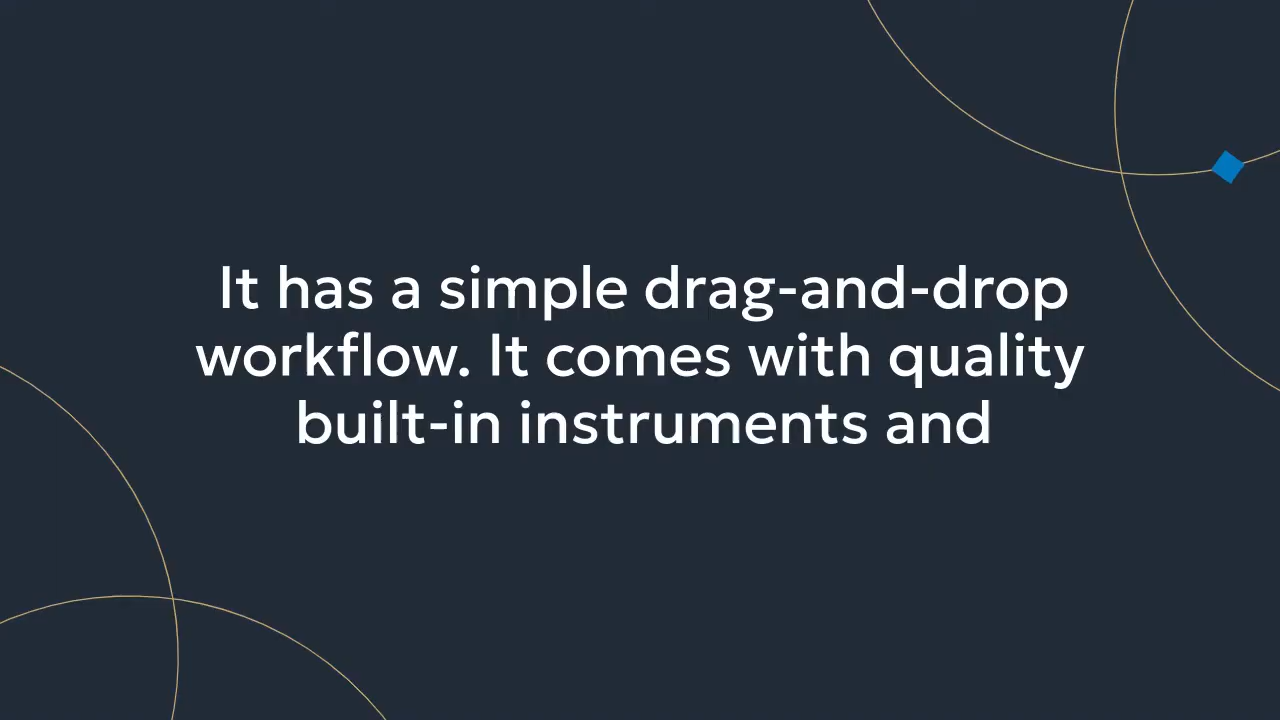 It has a simple drag-and-drop
workflow. It comes with quality
built-in instruments and